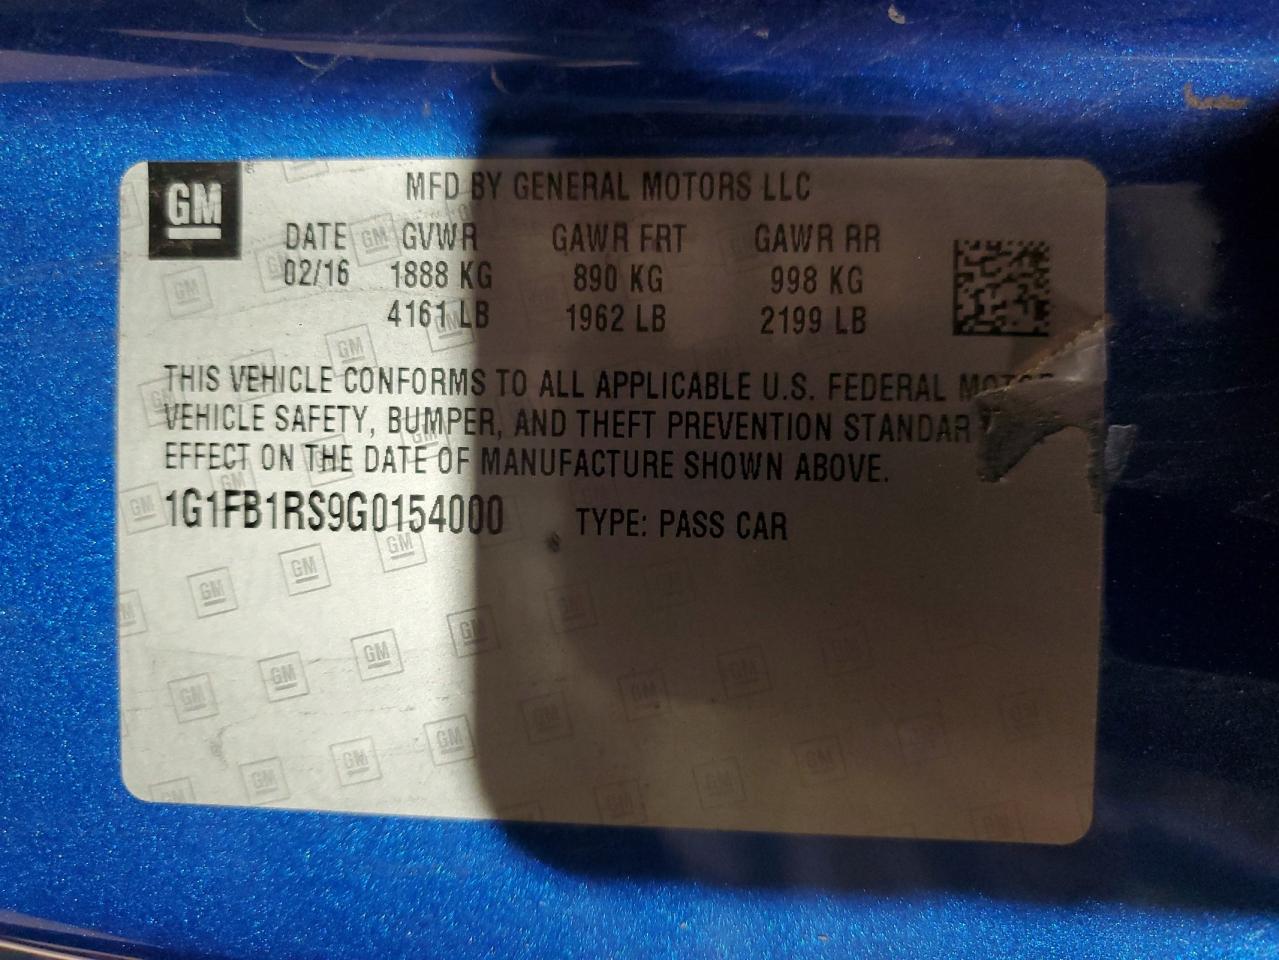 GM
MFD BY GENERAL MOTORS LLC
DATE GVWR GAWR FRT GAWR RR
02/16 1888 KG 890 KG 998 KG
4161 LB 1962 LB 2199 LB
THIS VEHICLE CONFORMS TO ALL APPLICABLE U.S. FEDERAL MOTOR
VEHICLE SAFETY, BUMPER, AND THEFT PREVENTION STANDAR
EFFECT ON THE DATE OF MANUFACTURE SHOWN ABOVE.
1G1FB1RS9G0154000 TYPE: PASS CAR